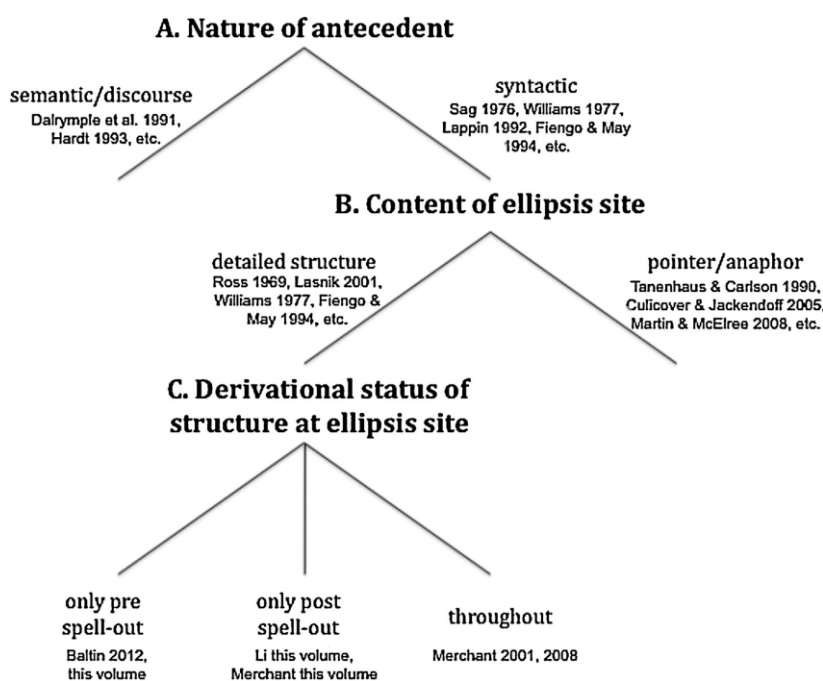 A. Nature of antecedent
semantic/discourse
Dalrymple et al. 1991,
Hardt 1993, etc.
syntactic
Sag 1976, Williams 1977,
Lappin 1992, Fiengo & May
1994, etc.
B. Content of ellipsis site
detailed structure
Ross 1969, Lasnik 2001,
Williams 1977, Fiengo &
May 1994, etc.
pointer/anaphor
Tanenhaus & Carlson 1990,
Culicover & Jackendoff 2005,
Martin & McElree 2008, etc.
C. Derivational status of
structure at ellipsis site
only pre
spell-out
Baltin 2012,
this volume
only post
spell-out
Li this volume,
Merchant this volume
throughout
Merchant 2001, 2008